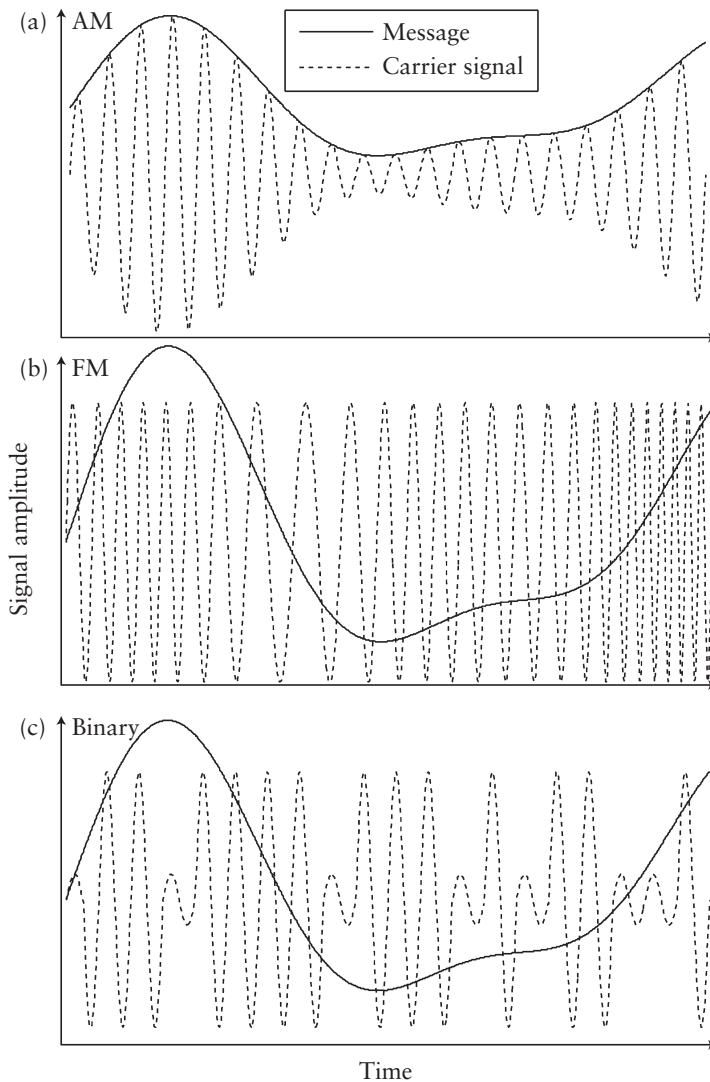 (a) AM
Message
Carrier signal
(b) FM
Signal amplitude
(c) Binary
Time